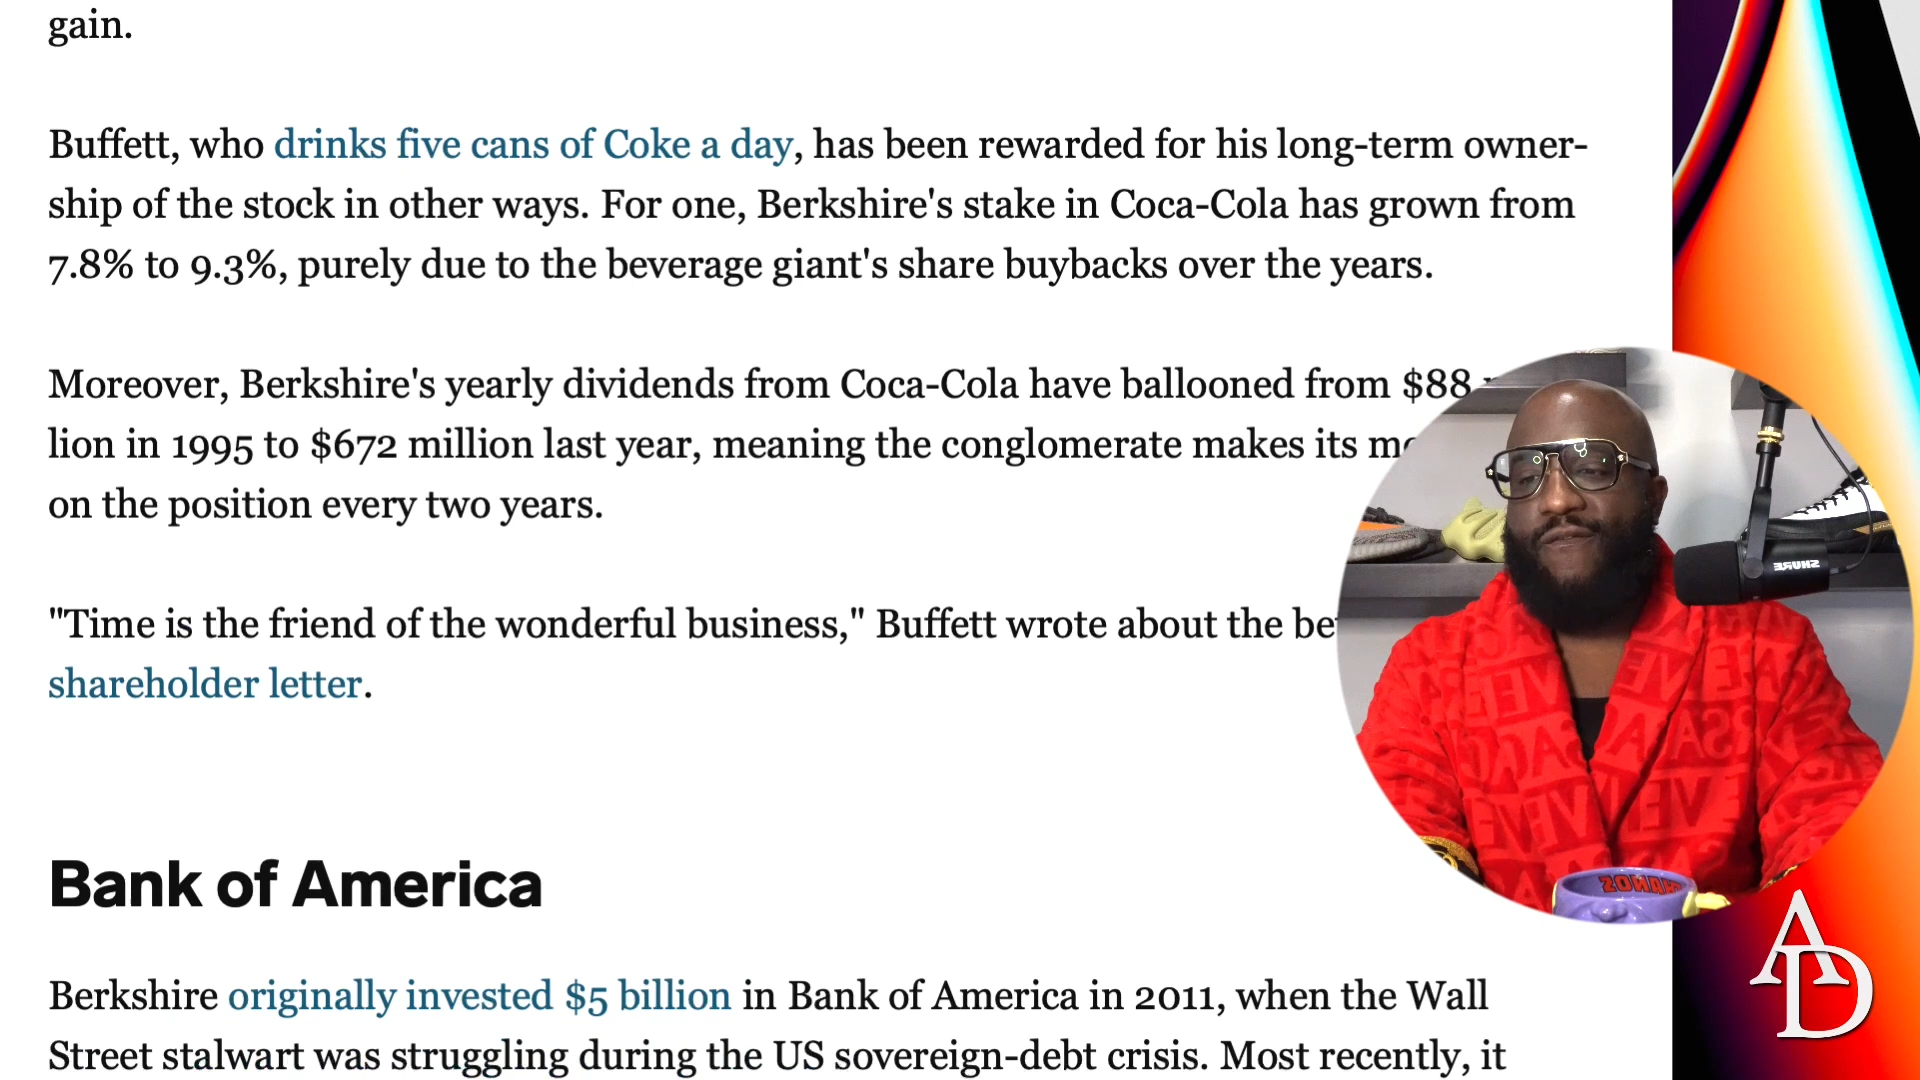 gain.
Buffett, who drinks five cans of Coke a day, has been rewarded for his long-term owner-
ship of the stock in other ways. For one, Berkshire's stake in Coca-Cola has grown from
7.8% to 9.3%, purely due to the beverage giant's share buybacks over the years.
Moreover, Berkshire's yearly dividends from Coca-Cola have ballooned from $88
lion in 1995 to $672 million last year, meaning the conglomerate makes its
on the position every two years.
"Time is the friend of the wonderful business," Buffett wrote about the
shareholder letter.
SHURE
Bank of America
Berkshire originally invested $5 billion in Bank of America in 2011, when the Wall
Street stalwart was struggling during the US sovereign-debt crisis. Most recently, it
AD